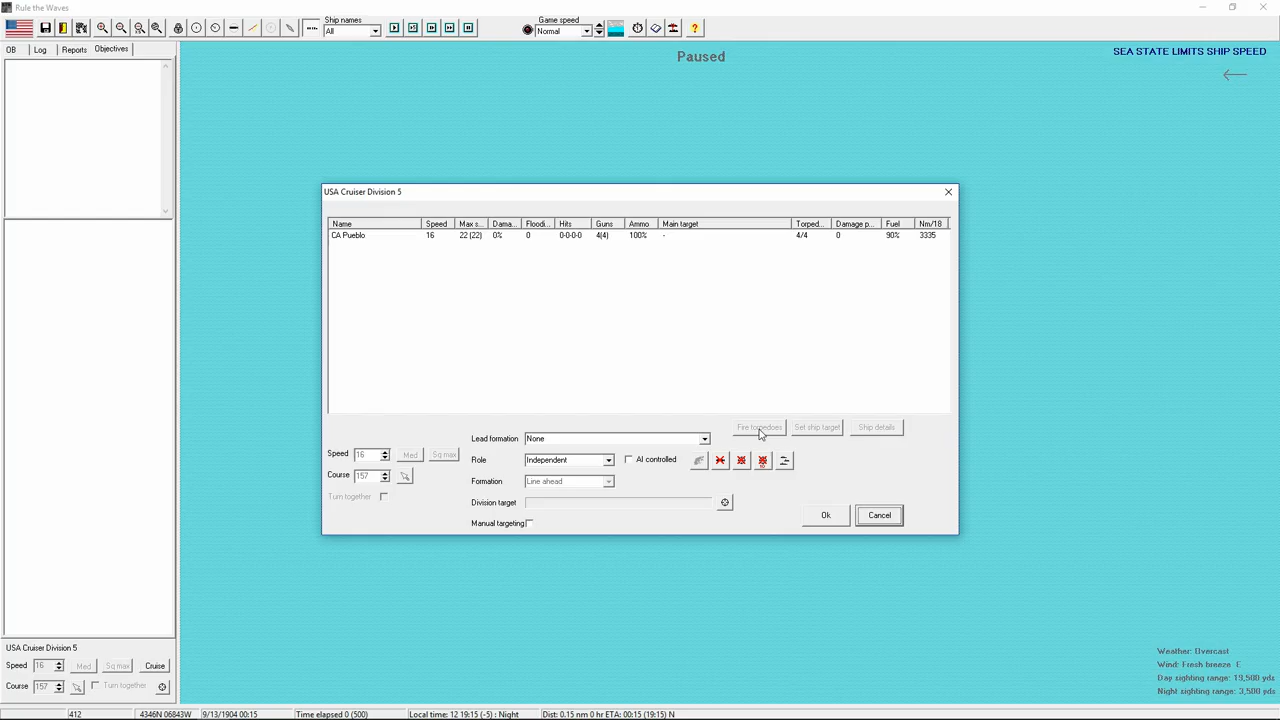 Rule the Waves
Ship names
All
Game speed
Normal
OB Log Reports Objectives
Paused
SEA STATE LIMITS SHIP SPEED
USA Cruiser Division 5
Name Speed Max s... Dama... Floodi... Hits Guns Ammo Main target Torped... Damage p... Fuel Nm/18
CA Pueblo 16 22 (22) 0% 0 0-0-0-0 4(4) 100% - 4/4 0 90% 3335
Fire torpedoes Set ship target Ship details
Lead formation None
Speed 16 Med Sq max
Role Independent AI controlled
10
Course 157
Formation Line ahead
Turn together
Division target
Manual targeting
Ok Cancel
USA Cruiser Division 5
Speed 16 Med Sq max Cruise
Course 157 Turn together
Weather: Overcast
Wind: Fresh breeze E
Day sighting range: 19,500 yds
Night sighting range: 3,500 yds
412 4346N 06843W 9/13/1904 00:15 Time elapsed 0 (500) Local time: 12 19:15 (-5) : Night Dist: 0.15 nm 0 hr ETA: 00:15 (19:15) N